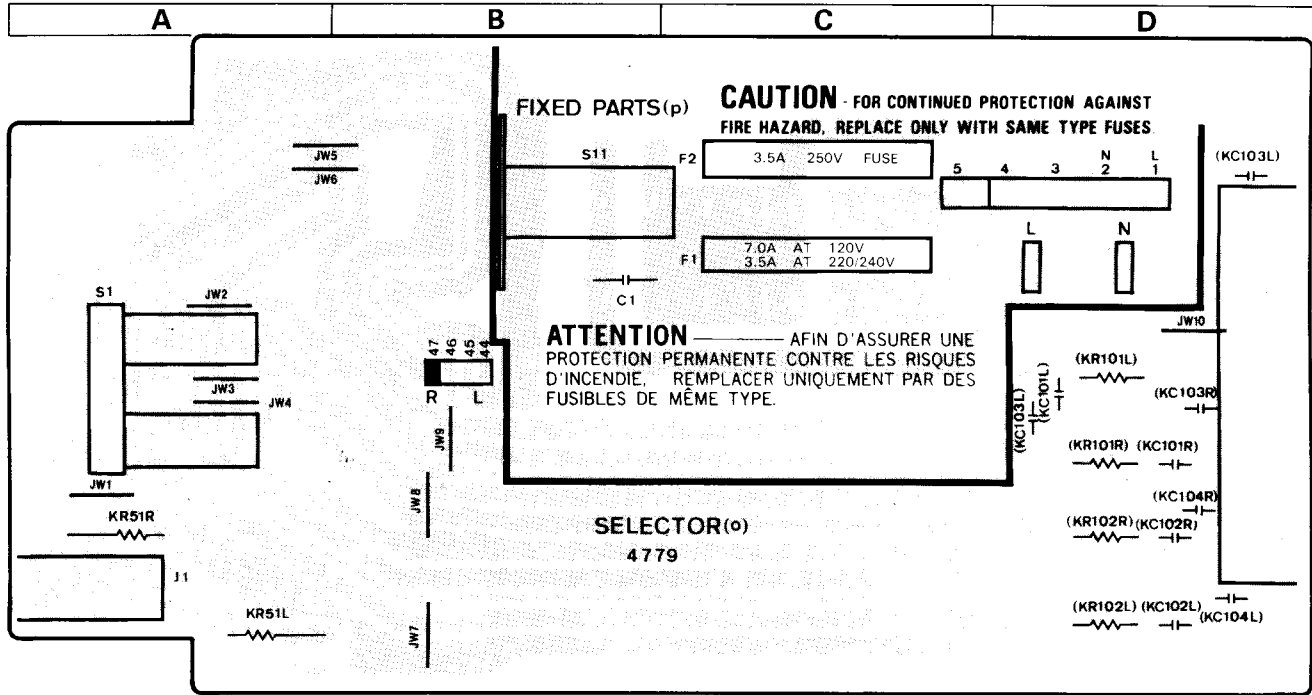 A B C D
FIXED PARTS(p)
CAUTION - FOR CONTINUED PROTECTION AGAINST
FIRE HAZARD, REPLACE ONLY WITH SAME TYPE FUSES.
JW5
JW6
S11
F2
3.5A 250V FUSE
5 4 3 N 2 L 1
(KC103L)
L N
F1
7.0A AT 120V
3.5A AT 220/240V
C1
S1
JW2
JW3
JW4
47 46 45 44
R L
ATTENTION — AFIN D'ASSURER UNE
PROTECTION PERMANENTE CONTRE LES RISQUES
D'INCENDIE, REMPLACER UNIQUEMENT PAR DES
FUSIBLES DE MÊME TYPE.
JW10
(KR101L)
(KC103L)
(KC101L)
(KC103R)
JW9
(KR101R) (KC101R)
JW1
JW8
(KC104R)
KR51R
SELECTOR(o)
4779
(KR102R) (KC102R)
J1
KR51L
JW7
(KR102L) (KC102L)
(KC104L)